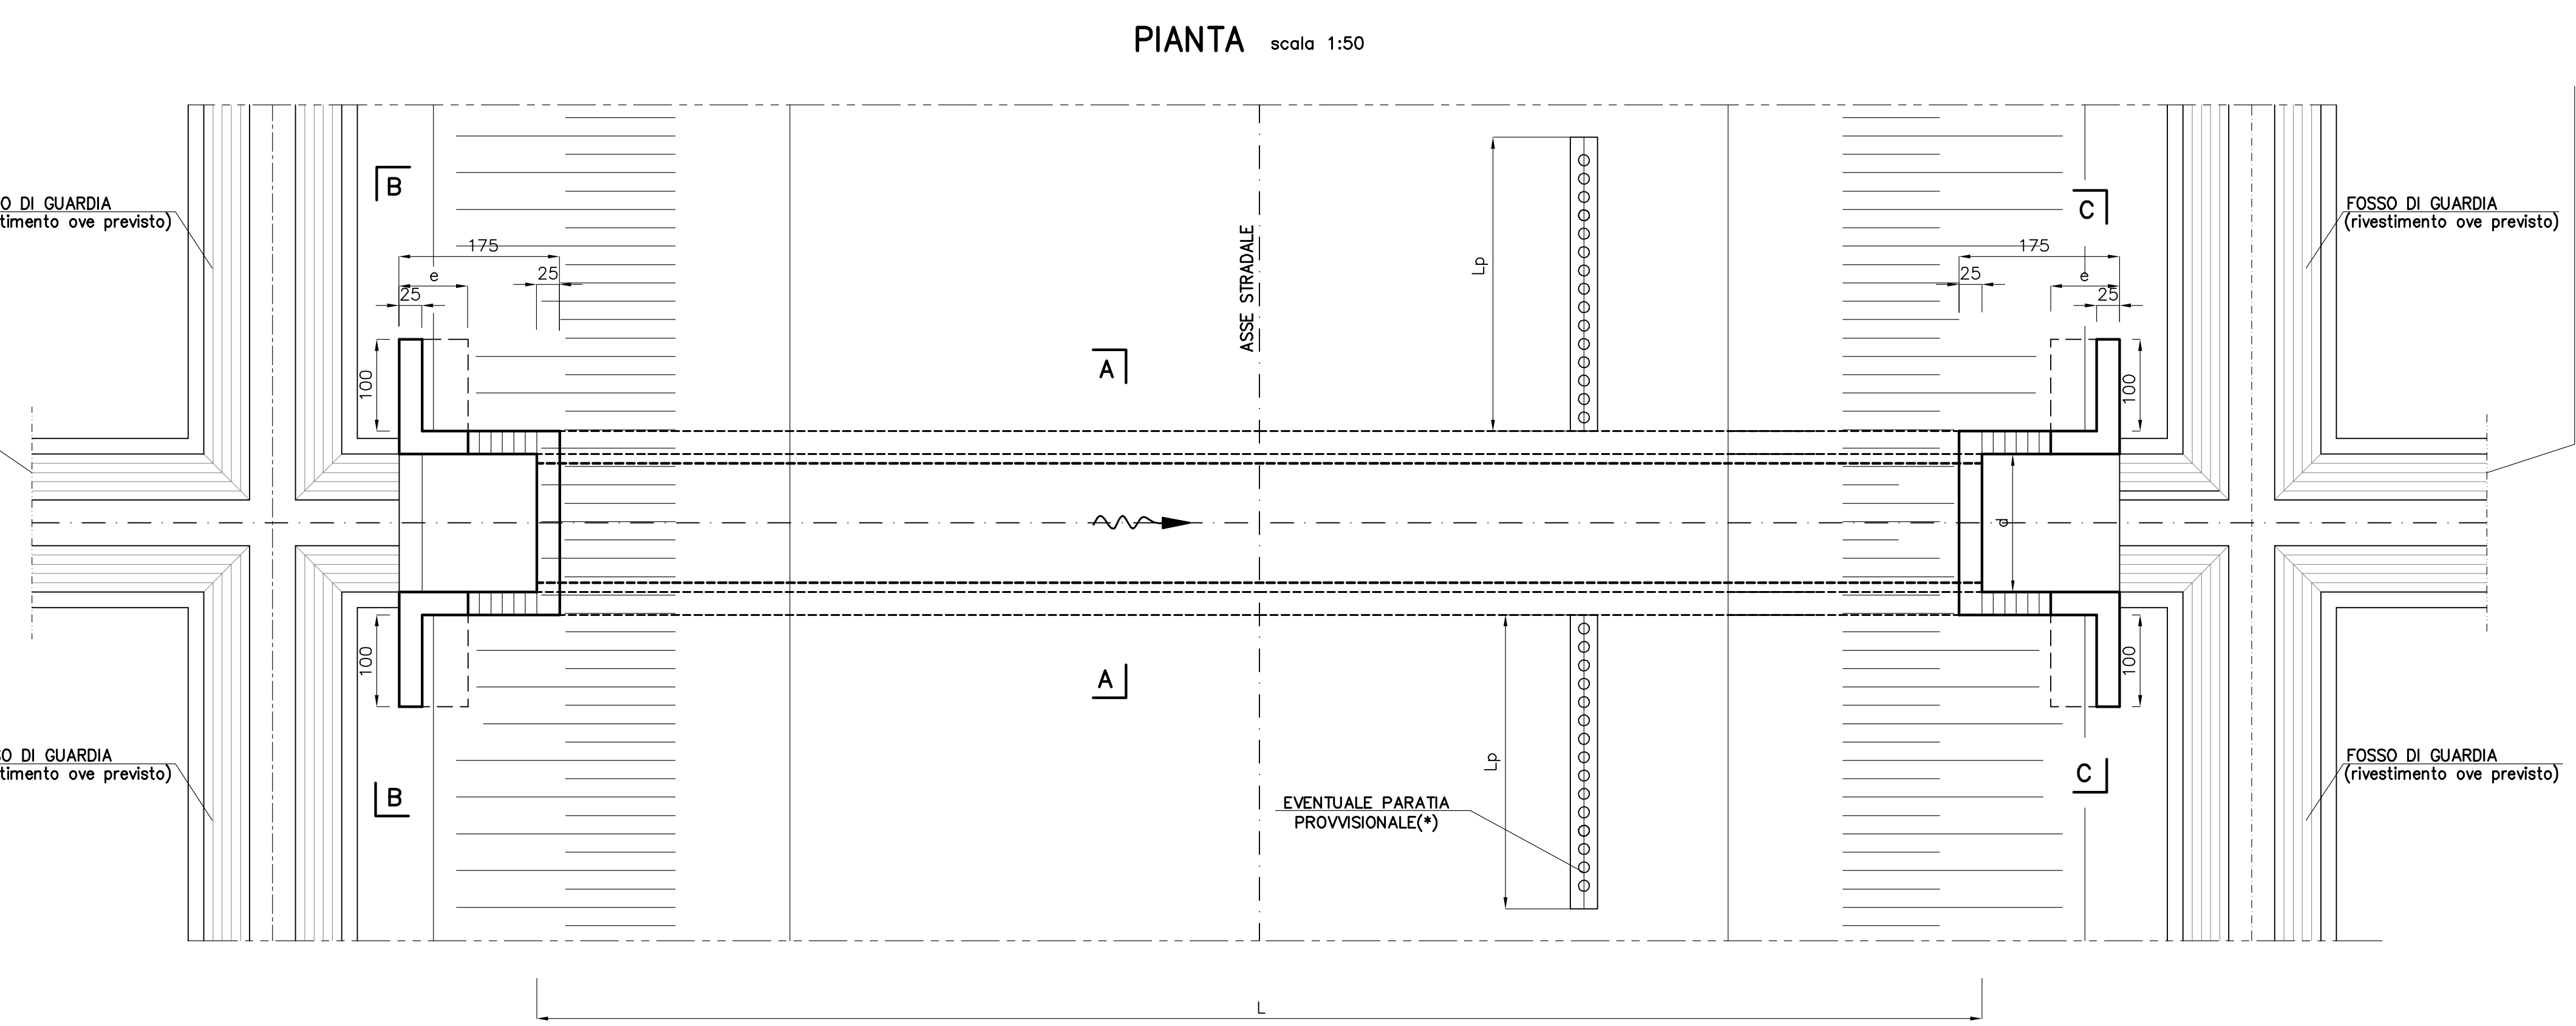 PIANTA scala 1:50
O DI GUARDIA
timento ove previsto)
B
C
FOSSO DI GUARDIA
(rivestimento ove previsto)
175
e
25
25
ASSE STRADALE
Lp
175
25
e
25
100
A
100
d
100
A
100
O DI GUARDIA
timento ove previsto)
B
EVENTUALE PARATIA
PROVVISIONALE(*)
Lp
C
FOSSO DI GUARDIA
(rivestimento ove previsto)
L